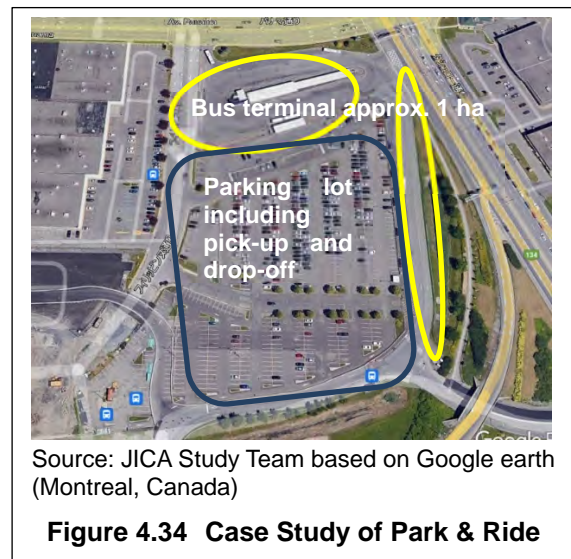 Bus terminal approx. 1 ha
Parking lot
including
pick-up and
drop-off
134
Source: JICA Study Team based on Google earth
(Montreal, Canada)
Figure 4.34 Case Study of Park & Ride